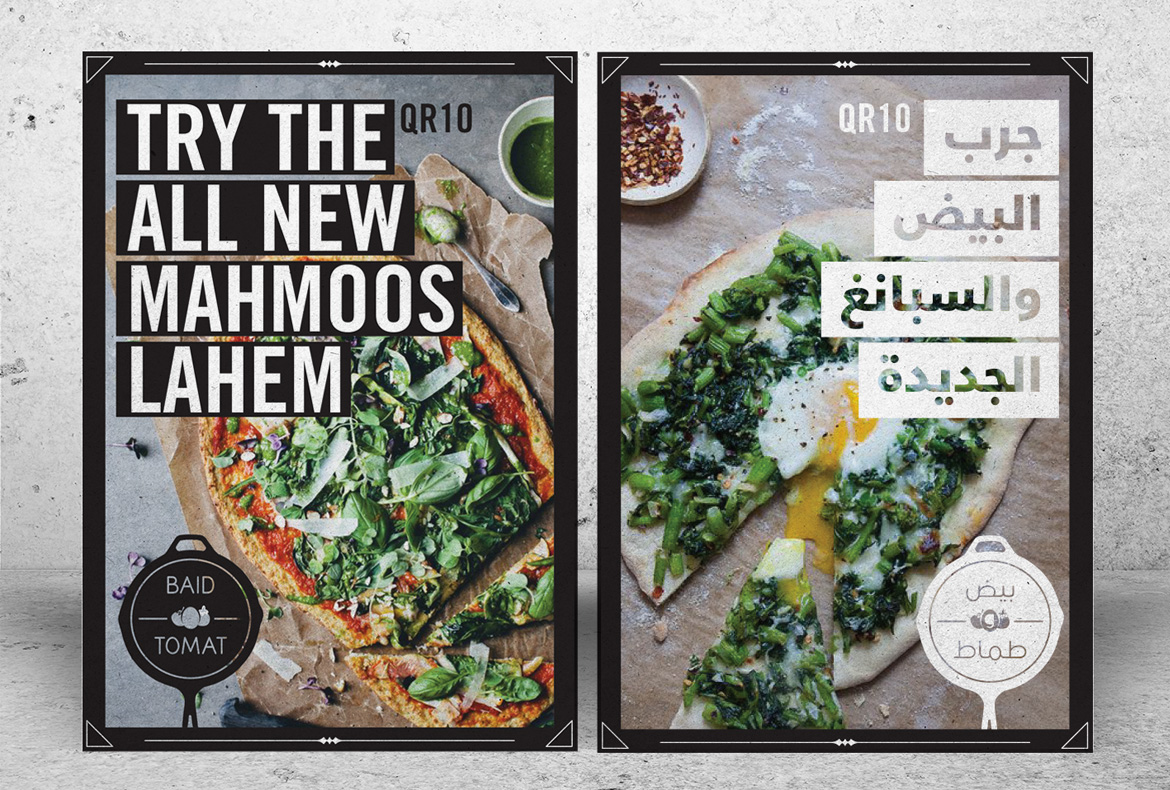 TRY THE
QR10
ALL NEW
MAHMOOS
LAHEM
BAID
TOMAT
QR10
جرب
البيض
والسبانغ
الجديدة
بيض
طماط